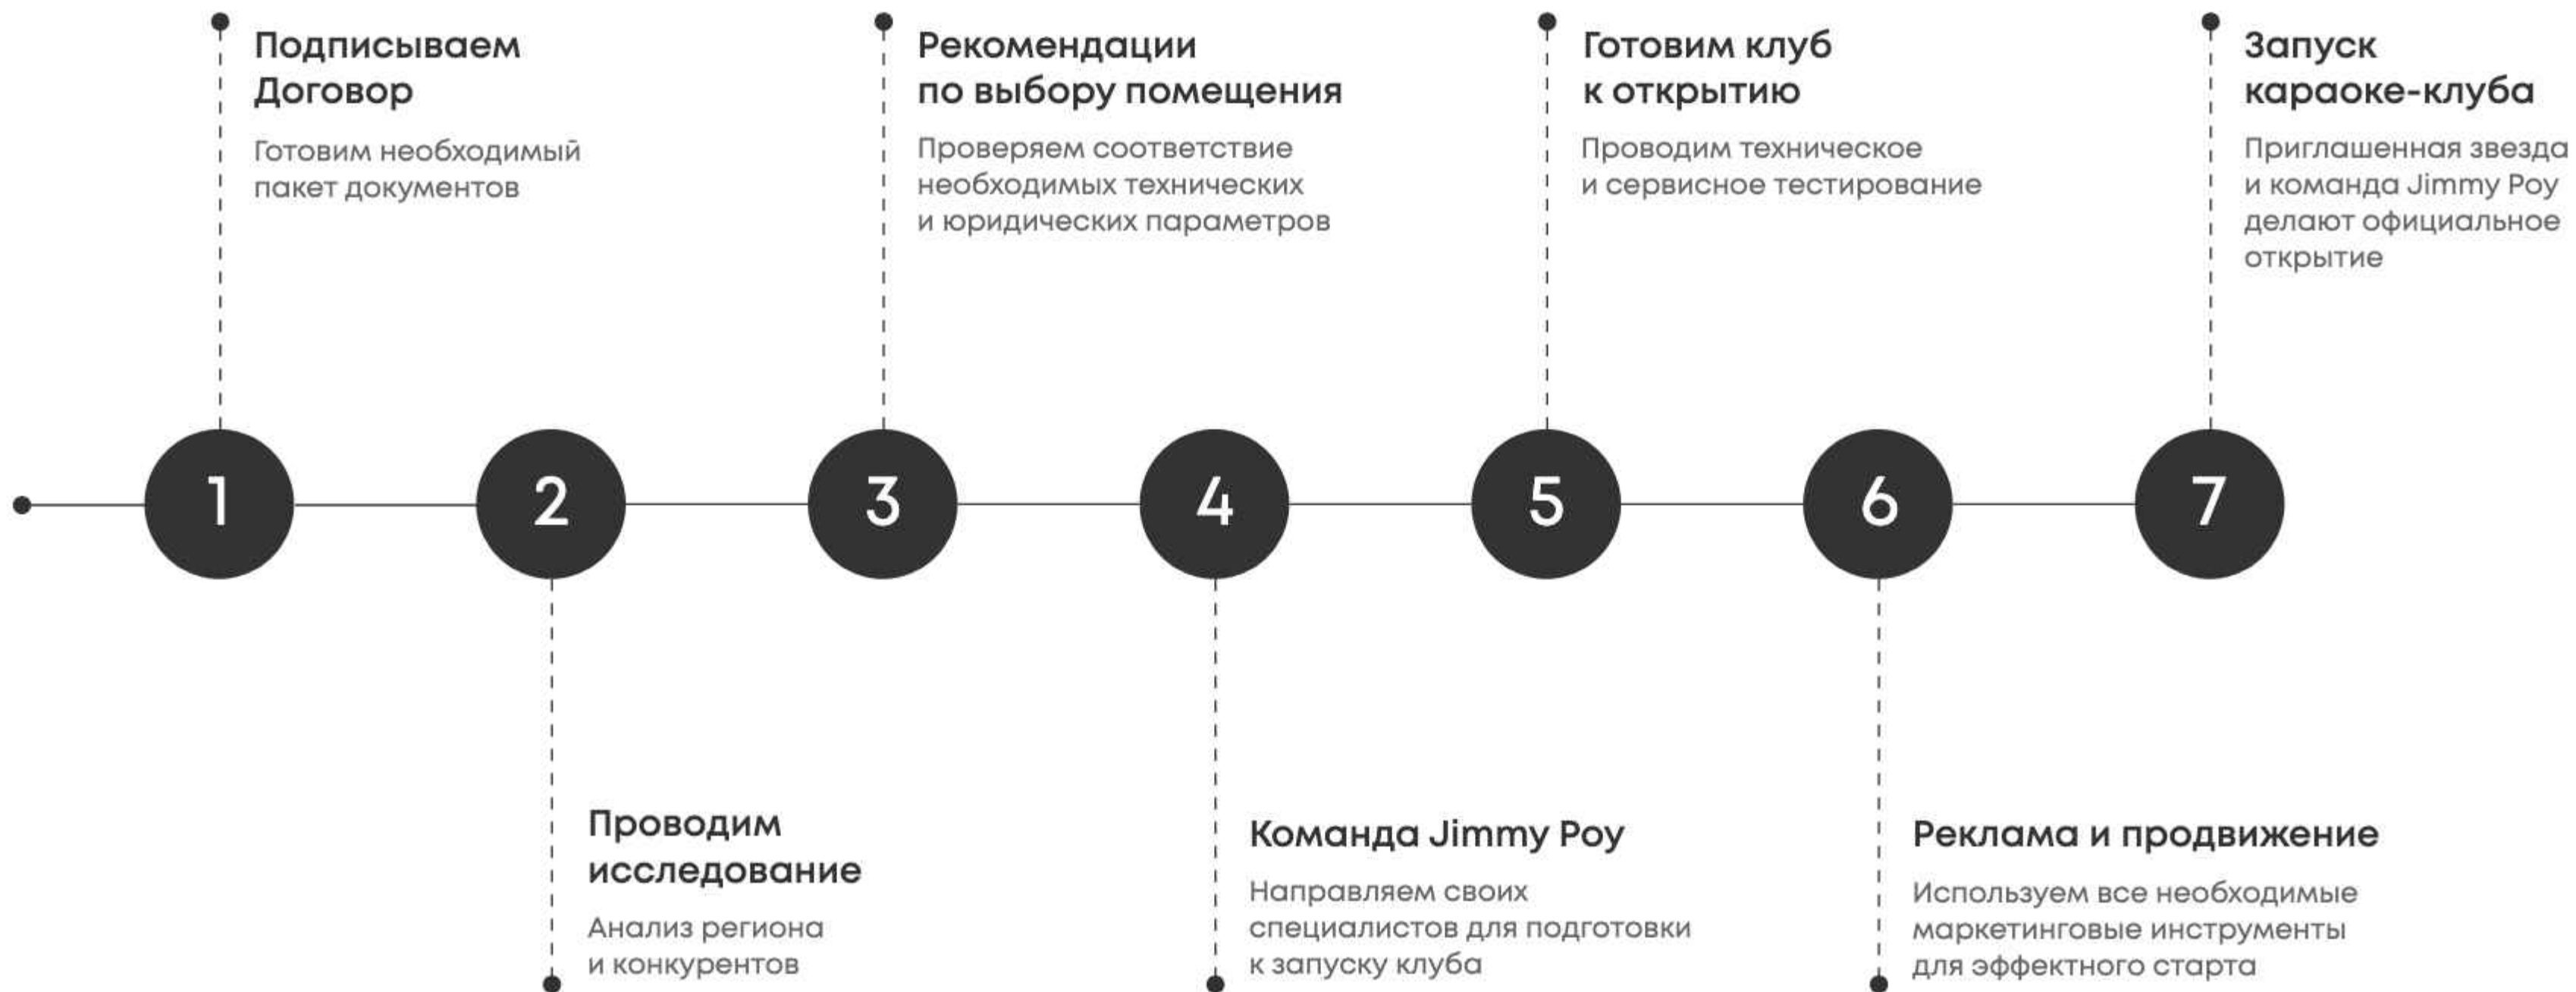 1
Подписываем
Договор
Готовим необходимый
пакет документов
2
Проводим
исследование
Анализ региона
и конкурентов
3
Рекомендации
по выбору помещения
Проверяем соответствие
необходимых технических
и юридических параметров
4
Команда Jimmy Poy
Направляем своих
специалистов для подготовки
к запуску клуба
5
Готовим клуб
к открытию
Проводим техническое
и сервисное тестирование
6
Реклама и продвижение
Используем все необходимые
маркетинговые инструменты
для эффектного старта
7
Запуск
караоке-клуба
Приглашенная звезда
и команда Jimmy Poy
делают официальное
открытие